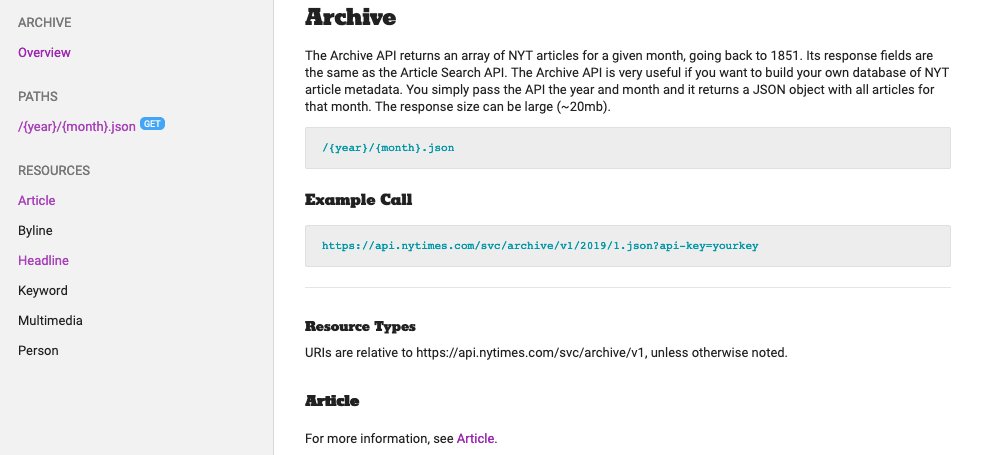 ARCHIVE
Overview
PATHS
/{year}/{month}.json GET
RESOURCES
Article
Byline
Headline
Keyword
Multimedia
Person
Archive
The Archive API returns an array of NYT articles for a given month, going back to 1851. Its response fields are
the same as the Article Search API. The Archive API is very useful if you want to build your own database of NYT
article metadata. You simply pass the API the year and month and it returns a JSON object with all articles for
that month. The response size can be large (~20mb).
/{year}/{month}.json
Example Call
https://api.nytimes.com/svc/archive/v1/2019/1.json?api-key=yourkey
Resource Types
URIs are relative to https://api.nytimes.com/svc/archive/v1, unless otherwise noted.
Article
For more information, see Article.